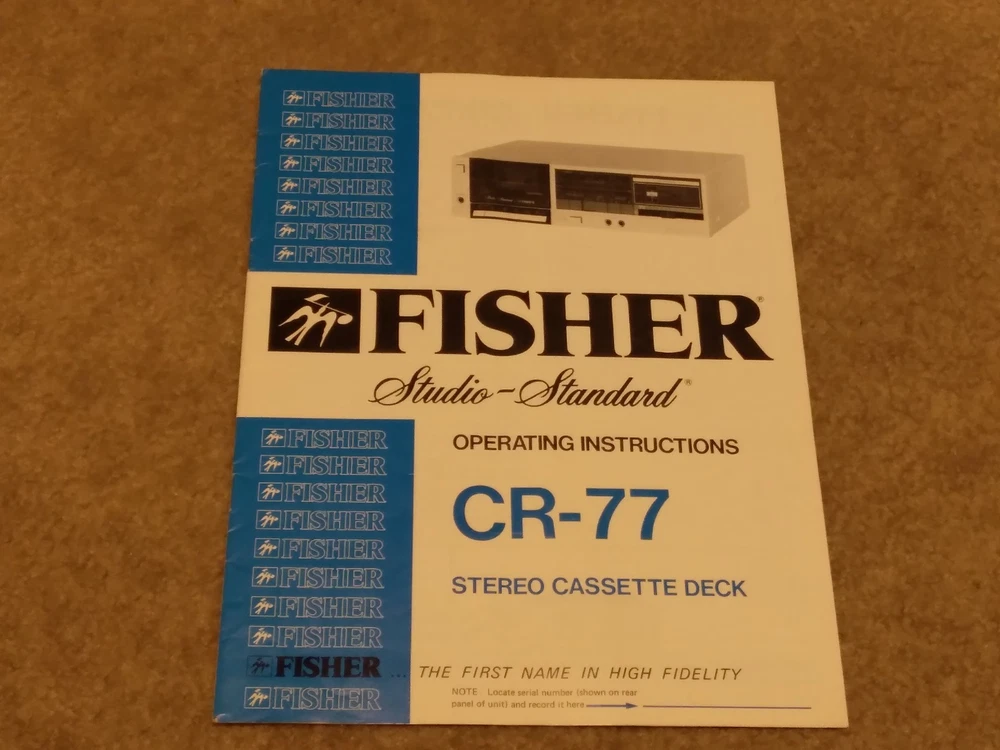 FISHER
FISHER
FISHER
FISHER
FISHER
FISHER
FISHER
FISHER
FISHER®
Studio-Standard®
OPERATING INSTRUCTIONS
CR-77
STEREO CASSETTE DECK
FISHER
FISHER
FISHER
FISHER
FISHER
FISHER
FISHER
FISHER
FISHER ... THE FIRST NAME IN HIGH FIDELITY
FISHER
NOTE Locate serial number (shown on rear
panel of unit) and record it here